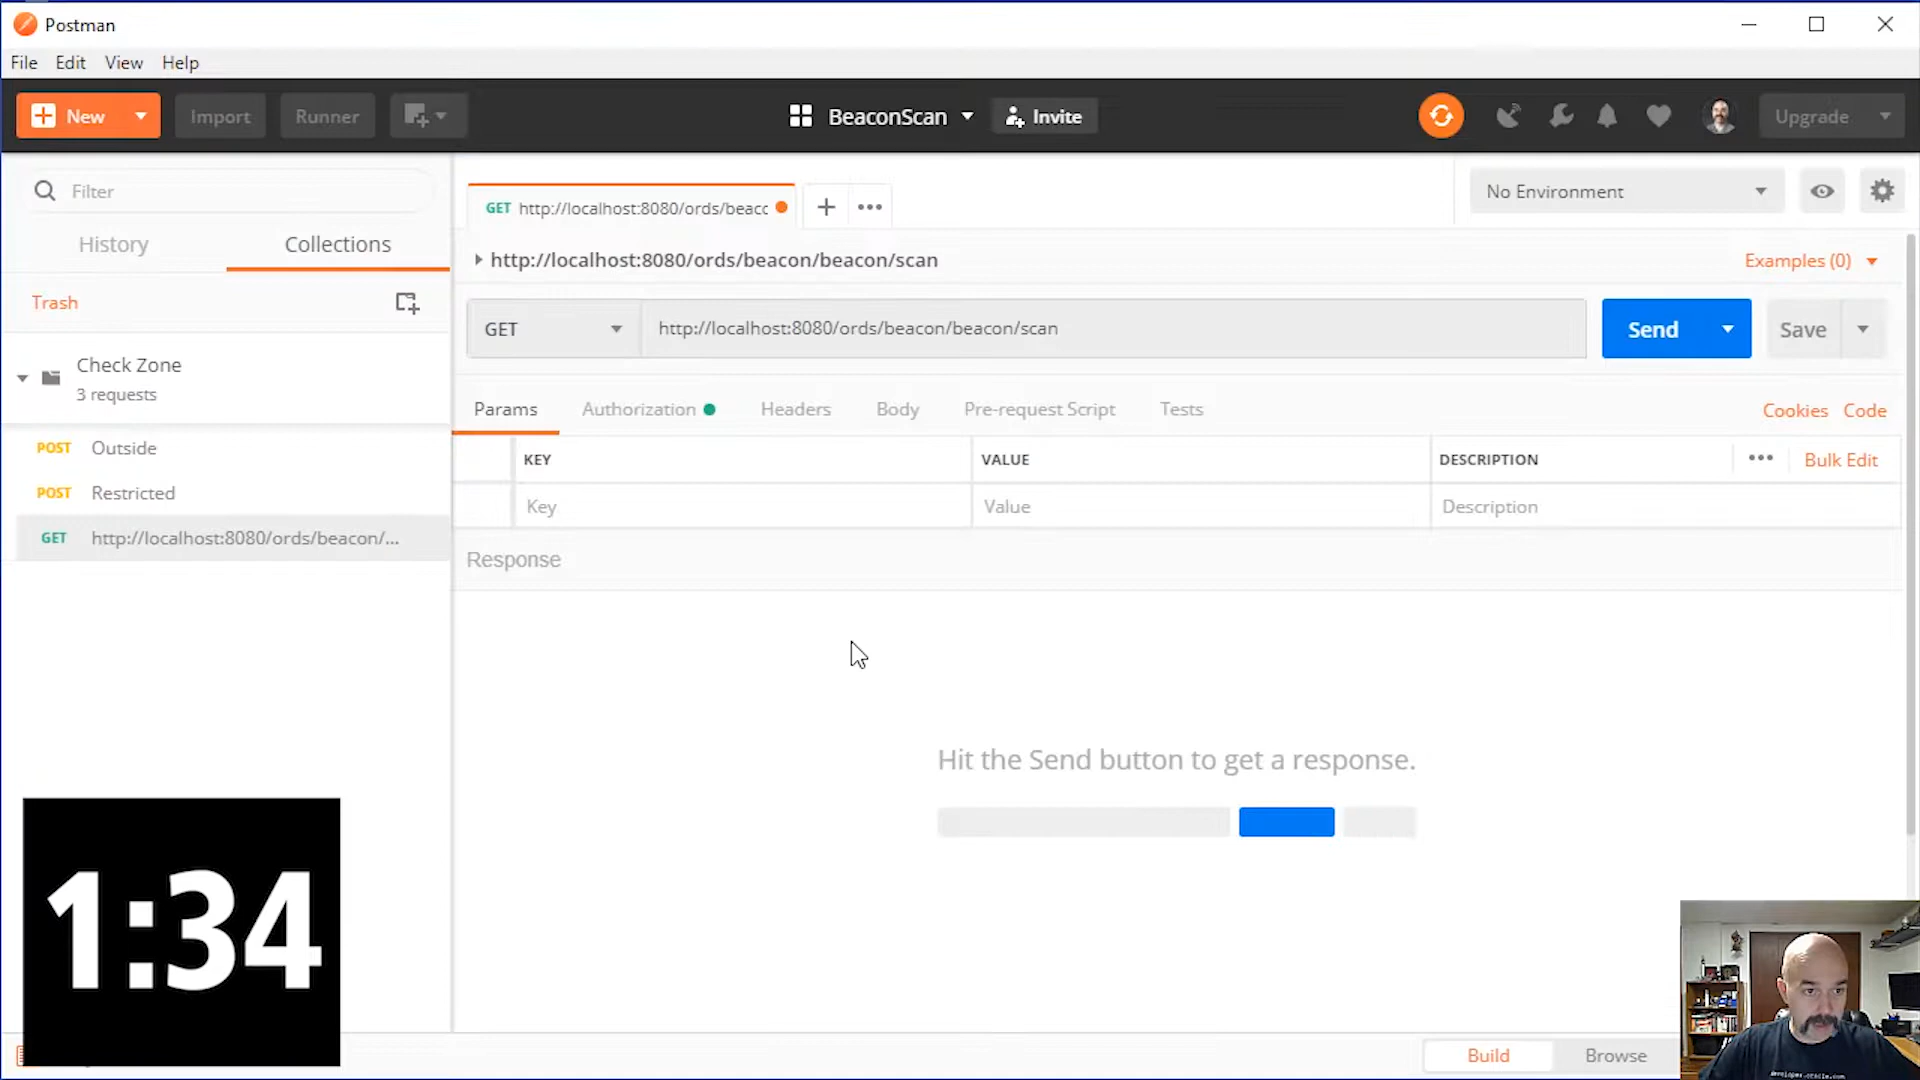 Postman
File Edit View Help
New Import Runner BeaconScan Invite Upgrade
Filter
History Collections
Trash
Check Zone
3 requests
POST Outside
POST Restricted
GET http://localhost:8080/ords/beacon/...
GET http://localhost:8080/ords/beacc
No Environment
http://localhost:8080/ords/beacon/beacon/scan
Examples (0)
GET http://localhost:8080/ords/beacon/beacon/scan Send Save
Params Authorization Headers Body Pre-request Script Tests Cookies Code
KEY VALUE DESCRIPTION Bulk Edit
Key Value Description
Response
Hit the Send button to get a response.
1:34
Build Browse
developer.oracle.com